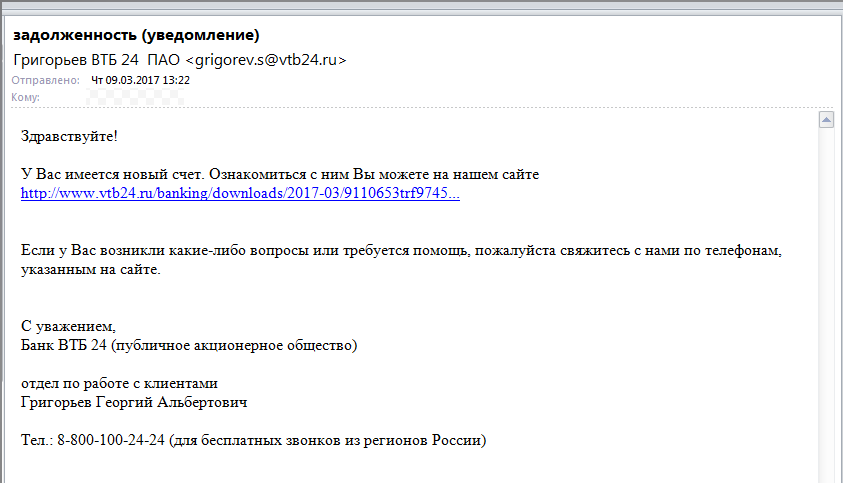 задолженность (уведомление)
Григорьев ВТБ 24 ПАО <grigorev.s@vtb24.ru>
Отправлено: Чт 09.03.2017 13:22
Кому:
Здравствуйте!
У Вас имеется новый счет. Ознакомиться с ним Вы можете на нашем сайте
http://www.vtb24.ru/banking/downloads/2017-03/9110653trf9745...
Если у Вас возникли какие-либо вопросы или требуется помощь, пожалуйста свяжитесь с нами по телефонам,
указанным на сайте.
С уважением,
Банк ВТБ 24 (публичное акционерное общество)
отдел по работе с клиентами
Григорьев Георгий Альбертович
Тел.: 8-800-100-24-24 (для бесплатных звонков из регионов России)